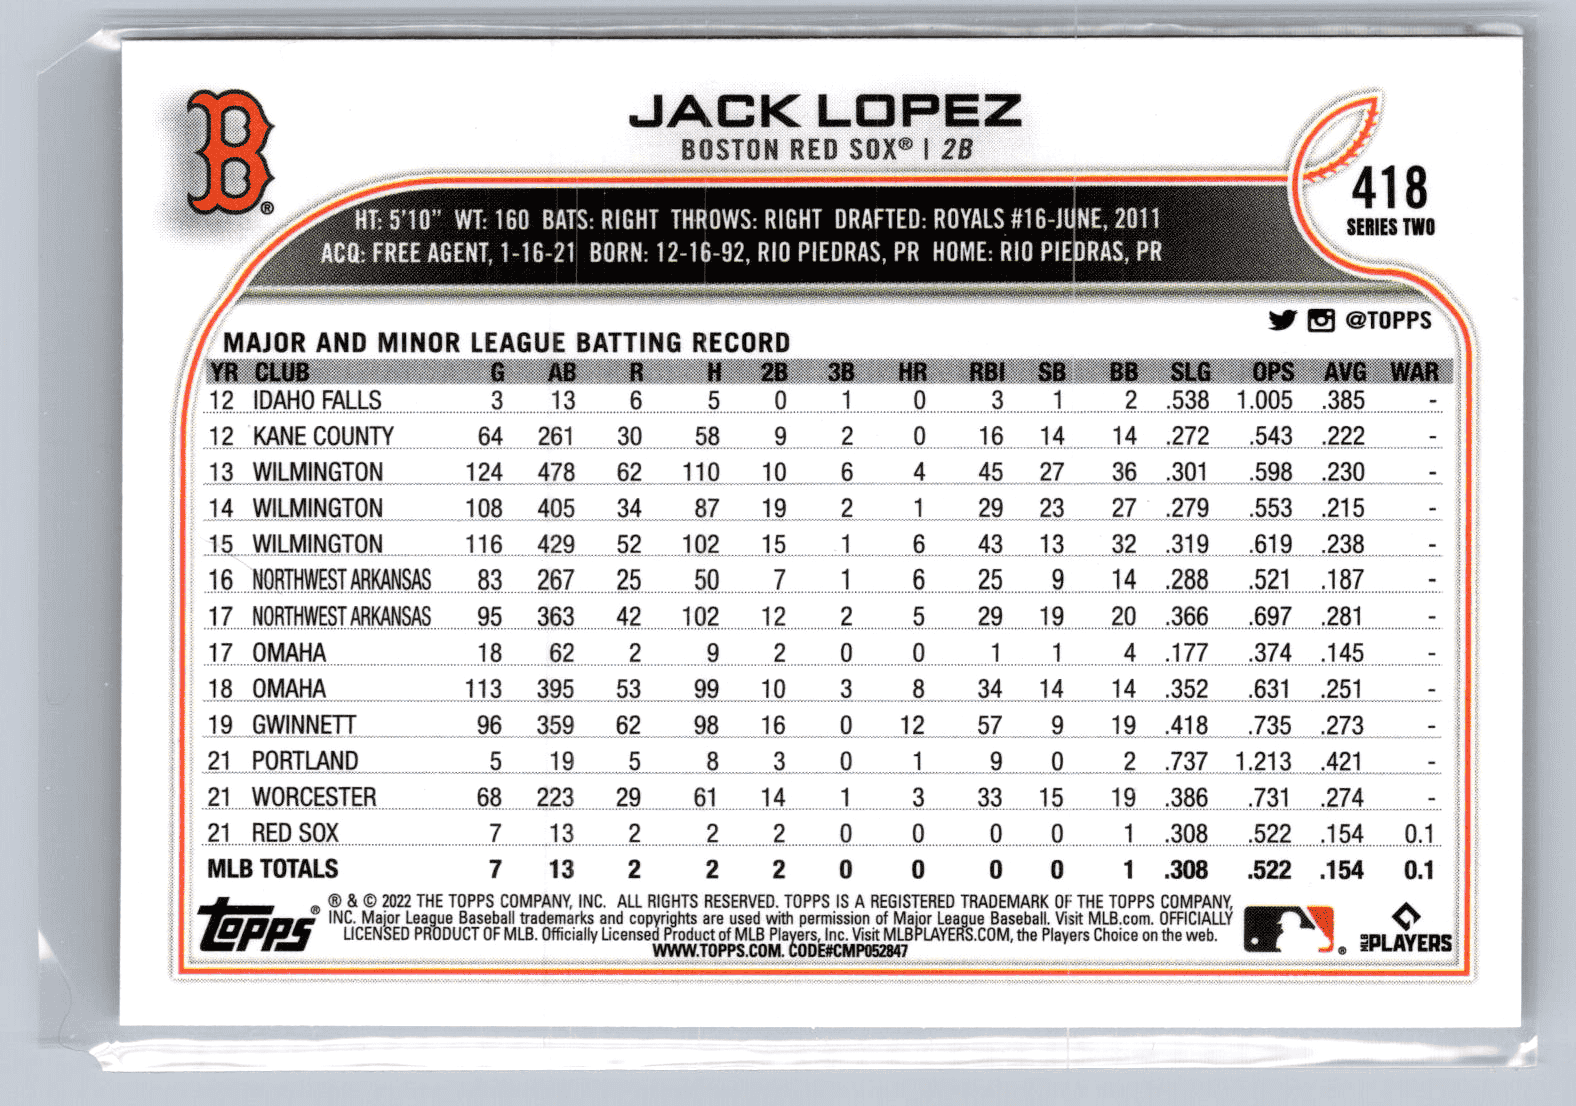 B®
JACK LOPEZ
BOSTON RED SOX® | 2B
418
SERIES TWO
HT: 5'10" WT: 160 BATS: RIGHT THROWS: RIGHT DRAFTED: ROYALS #16-JUNE, 2011
ACQ: FREE AGENT, 1-16-21 BORN: 12-16-92, RIO PIEDRAS, PR HOME: RIO PIEDRAS, PR
@TOPPS
MAJOR AND MINOR LEAGUE BATTING RECORD
YR CLUB G AB R H 2B 3B HR RBI SB BB SLG OPS AVG WAR
12 IDAHO FALLS 3 13 6 5 0 1 0 3 1 2 .538 1.005 .385 -
12 KANE COUNTY 64 261 30 58 9 2 0 16 14 14 .272 .543 .222 -
13 WILMINGTON 124 478 62 110 10 6 4 45 27 36 .301 .598 .230 -
14 WILMINGTON 108 405 34 87 19 2 1 29 23 27 .279 .553 .215 -
15 WILMINGTON 116 429 52 102 15 1 6 43 13 32 .319 .619 .238 -
16 NORTHWEST ARKANSAS 83 267 25 50 7 1 6 25 9 14 .288 .521 .187 -
17 NORTHWEST ARKANSAS 95 363 42 102 12 2 5 29 19 20 .366 .697 .281 -
17 OMAHA 18 62 2 9 2 0 0 1 1 4 .177 .374 .145 -
18 OMAHA 113 395 53 99 10 3 8 34 14 14 .352 .631 .251 -
19 GWINNETT 96 359 62 98 16 0 12 57 9 19 .418 .735 .273 -
21 PORTLAND 5 19 5 8 3 0 1 9 0 2 .737 1.213 .421 -
21 WORCESTER 68 223 29 61 14 1 3 33 15 19 .386 .731 .274 -
21 RED SOX 7 13 2 2 2 0 0 0 0 1 .308 .522 .154 0.1
MLB TOTALS 7 13 2 2 2 0 0 0 0 1 .308 .522 .154 0.1
Topps®
® & © 2022 THE TOPPS COMPANY, INC. ALL RIGHTS RESERVED. TOPPS IS A REGISTERED TRADEMARK OF THE TOPPS COMPANY,
INC. Major League Baseball trademarks and copyrights are used with permission of Major League Baseball. Visit MLB.com. OFFICIALLY
LICENSED PRODUCT OF MLB. Officially Licensed Product of MLB Players, Inc. Visit MLBPLAYERS.COM, the Players Choice on the web.
WWW.TOPPS.COM. CODE#CMP052847
®
MLB PLAYERS